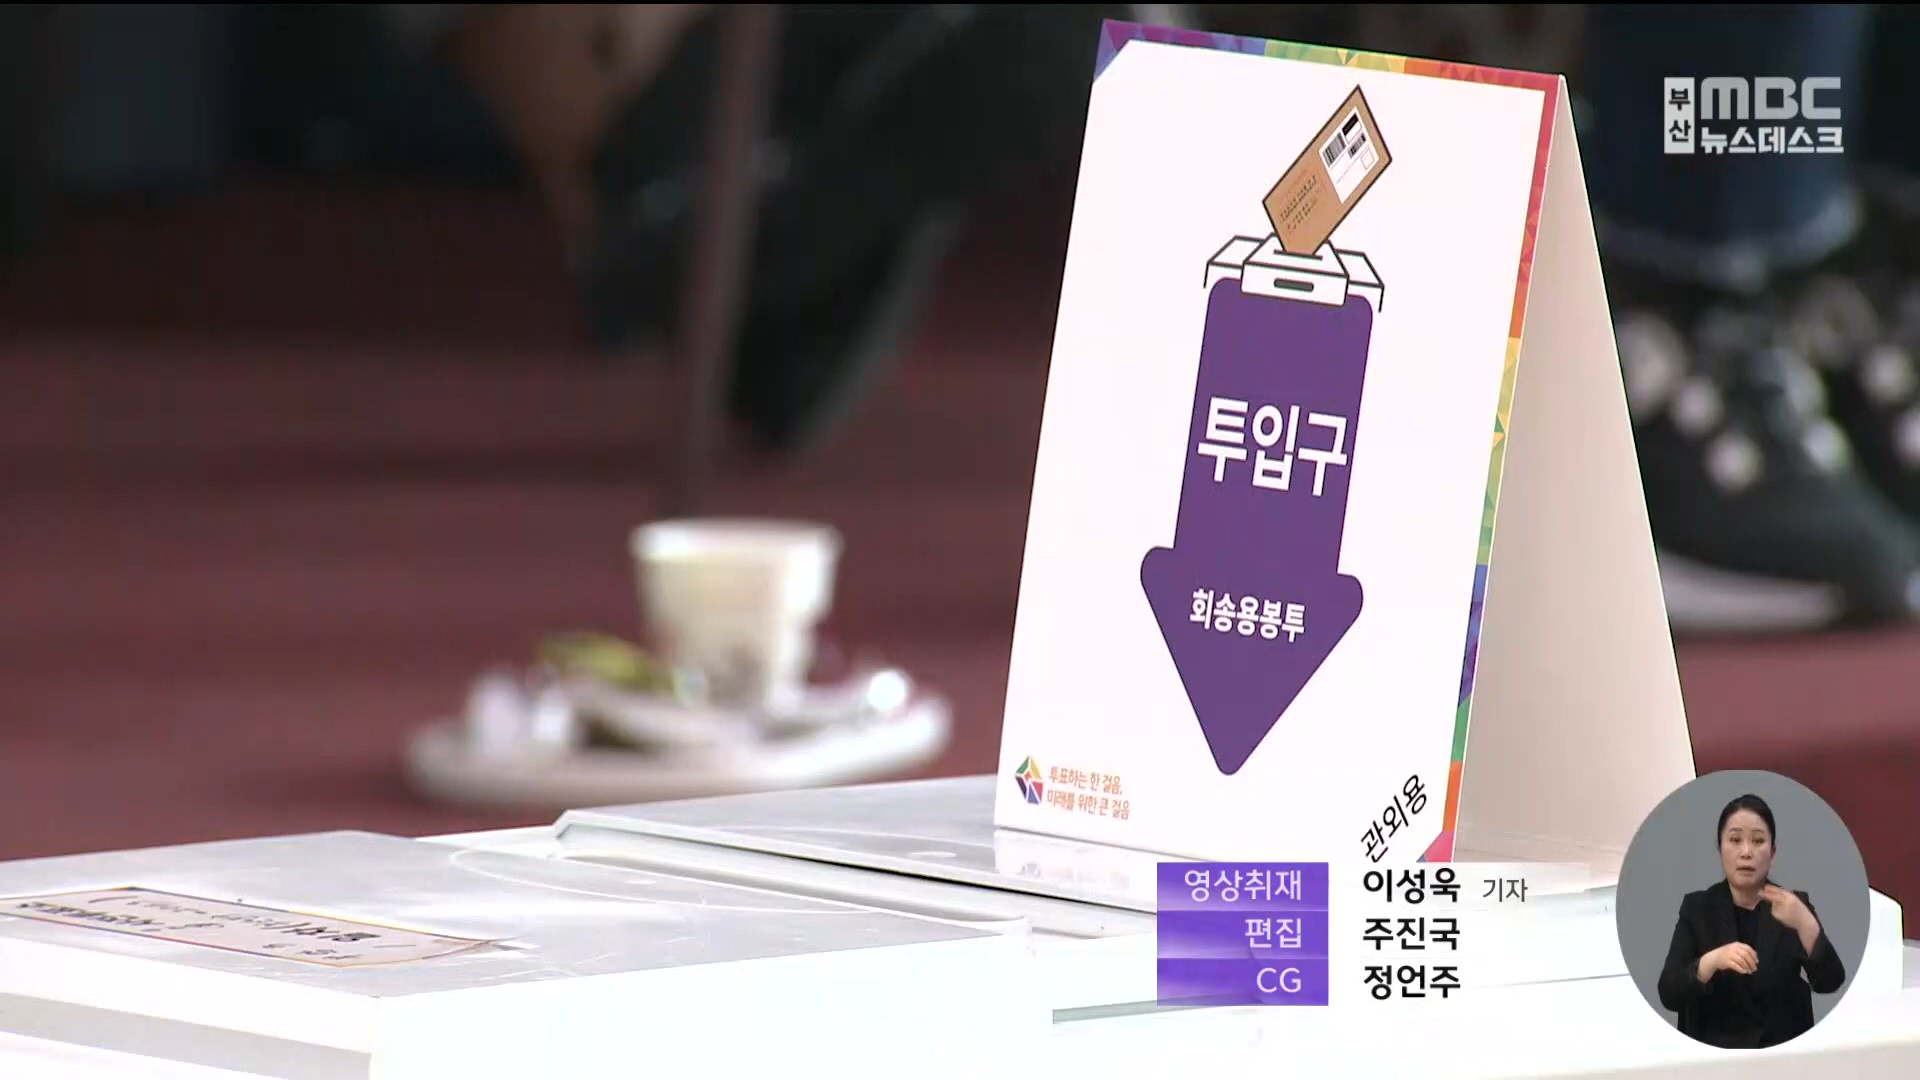 부산
MBC
뉴스데스크
투입구
회송용봉투
투표하는 한 걸음,
미래를 위한 큰 걸음
관외용
영상취재 이성욱 기자
편집 주진국
CG 정언주